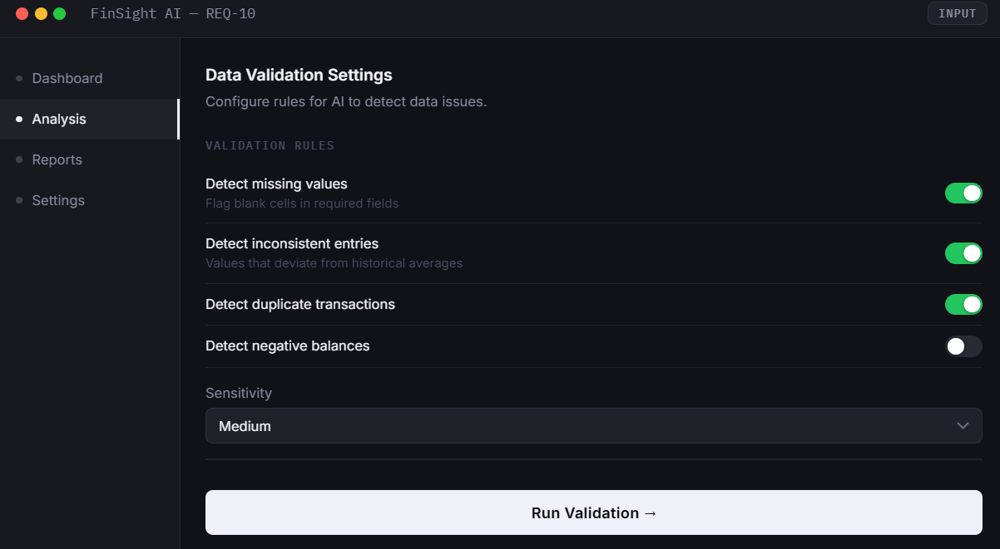 FinSight AI — REQ-10
INPUT
Dashboard
Analysis
Reports
Settings
Data Validation Settings
Configure rules for AI to detect data issues.
VALIDATION RULES
Detect missing values
Flag blank cells in required fields
Detect inconsistent entries
Values that deviate from historical averages
Detect duplicate transactions
Detect negative balances
Sensitivity
Medium
Run Validation →